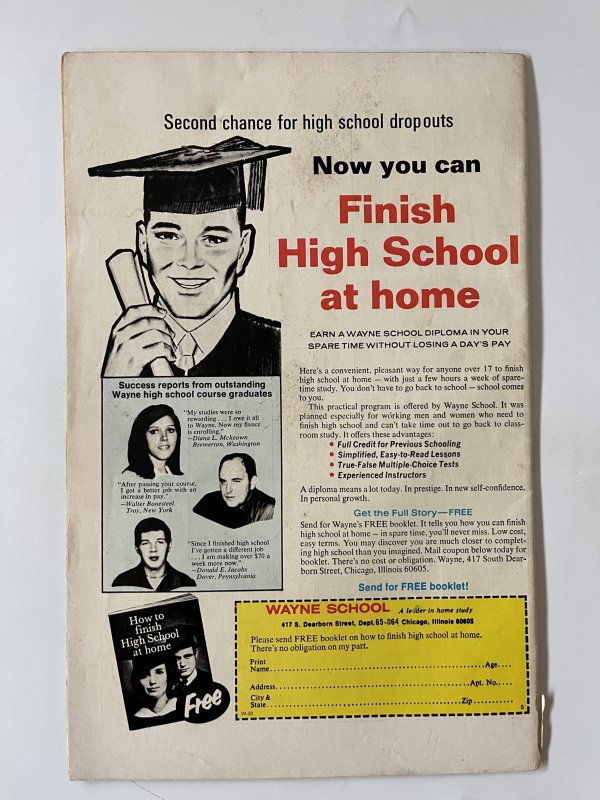 Second chance for high school dropouts
Now you can
Finish
High School
at home
EARN A WAYNE SCHOOL DIPLOMA IN YOUR
SPARE TIME WITHOUT LOSING A DAY'S PAY
Here's a convenient, pleasant way for anyone over 17 to finish
high school at home — with just a few hours a week of spare-
time study. You don't have to go back to school — school comes
to you.
This practical program is offered by Wayne School. It was
planned especially for working men and women who need to
finish high school and can't take time out to go back to class-
room study. It offers these advantages:
• Full Credit for Previous Schooling
• Simplified, Easy-to-Read Lessons
• True-False Multiple-Choice Tests
• Experienced Instructors
A diploma means a lot today. In prestige. In new self-confidence.
In personal growth.
Get the Full Story—FREE
Send for Wayne's FREE booklet. It tells you how you can finish
high school at home — in spare time, you'll never miss. Low cost,
easy terms. You may discover you are much closer to complet-
ing high school than you imagined. Mail coupon below today for
booklet. There's no cost or obligation. Wayne, 417 South Dear-
born Street, Chicago, Illinois 60605.
Send for FREE booklet!
Success reports from outstanding
Wayne high school course graduates
"My studies were so
rewarding . . . I owe it all
to Wayne. Now my fiance
is enrolling."
—Diana L. Mckeown
Bremerton, Washington
"After passing your course,
I got a better job with an
increase in pay."
—Walter Banesteel
Troy, New York
"Since I finished high school
I've gotten a different job
. . . I am making over $70 a
week more now."
—Donald E. Jacobs
Dover, Pennsylvania
How to
finish
High School
at home
Free
WAYNE SCHOOL A leader in home study
417 S. Dearborn Street, Dept. 65-064 Chicago, Illinois 60605
Please send FREE booklet on how to finish high school at home.
There's no obligation on my part.
Print
Name Age
Address Apt. No.
City &
State Zip
5